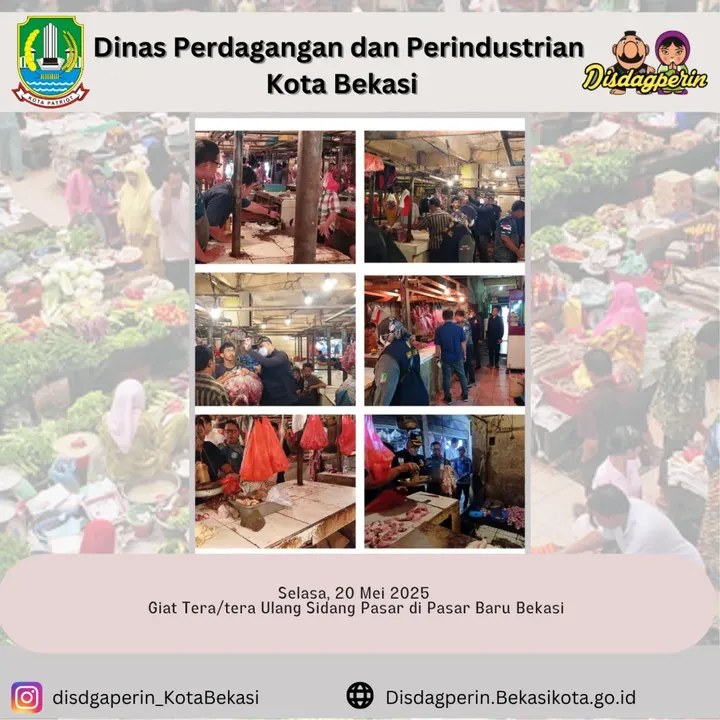 Dinas Perdagangan dan Perindustrian
Kota Bekasi
KOTA PATRIOT
Disdagperin
Selasa, 20 Mei 2025
Giat Tera/tera Ulang Sidang Pasar di Pasar Baru Bekasi
disdgaperin_KotaBekasi
Disdagperin.Bekasikota.go.id